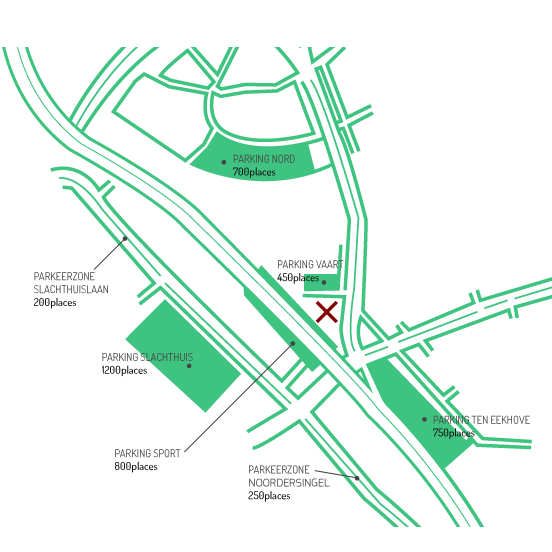 PARKING NORD
700places
PARKING VAART
450places
PARKEERZONE
SLACHTHUISLAAN
200places
PARKING SLACHTHUIS
1200places
PARKING TEN EEKHOVE
750places
PARKING SPORT
800places
PARKEERZONE
NOORDERSINGEL
250places